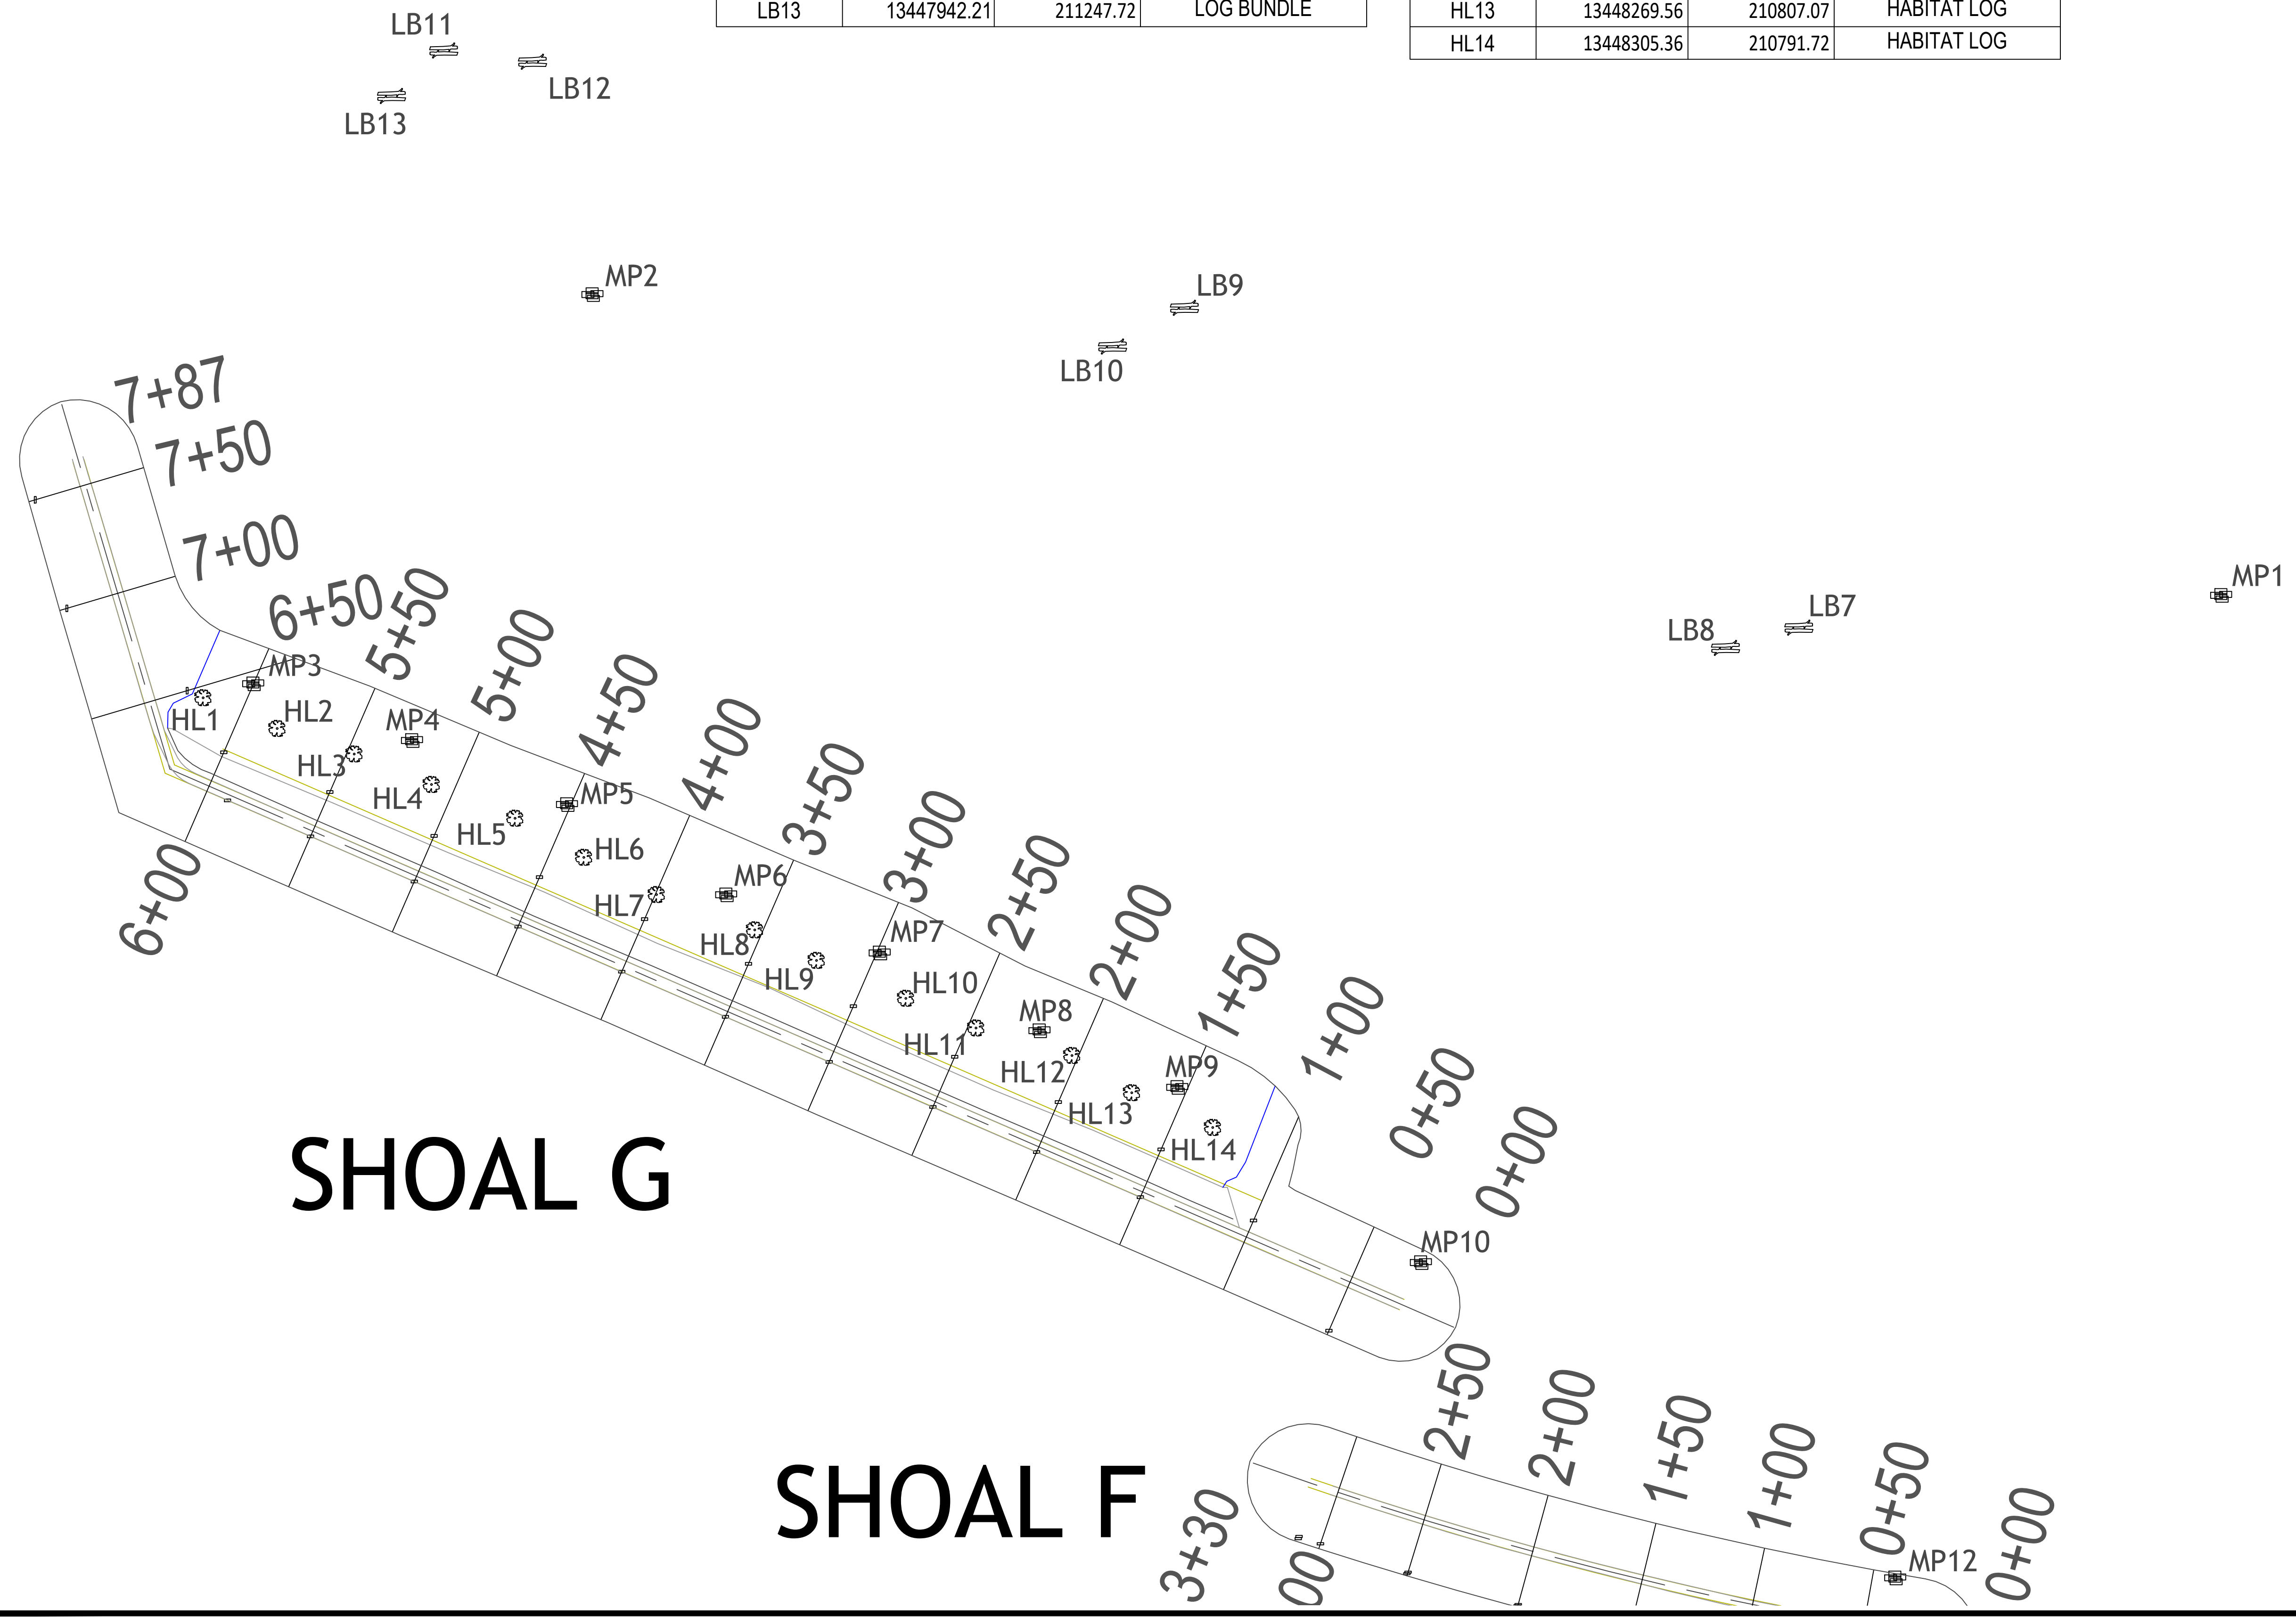 LB13 13447942.21 211247.72 LOG BUNDLE
HL13 13448269.56 210807.07 HABITAT LOG
HL14 13448305.36 210791.72 HABITAT LOG
LB11
LB12
LB13
MP2
LB9
LB10
MP1
LB7
LB8
7+87
7+50
7+00
6+50
5+50
5+00
4+50
4+00
3+50
3+00
2+50
2+00
1+50
1+00
0+50
0+00
6+00
MP3
HL1
HL2
MP4
HL3
HL4
MP5
HL5
HL6
MP6
HL7
HL8
MP7
HL9
HL10
MP8
HL11
HL12
MP9
HL13
HL14
MP10
SHOAL G
SHOAL F
3+30
00
2+50
2+00
1+50
1+00
0+50
0+00
MP12